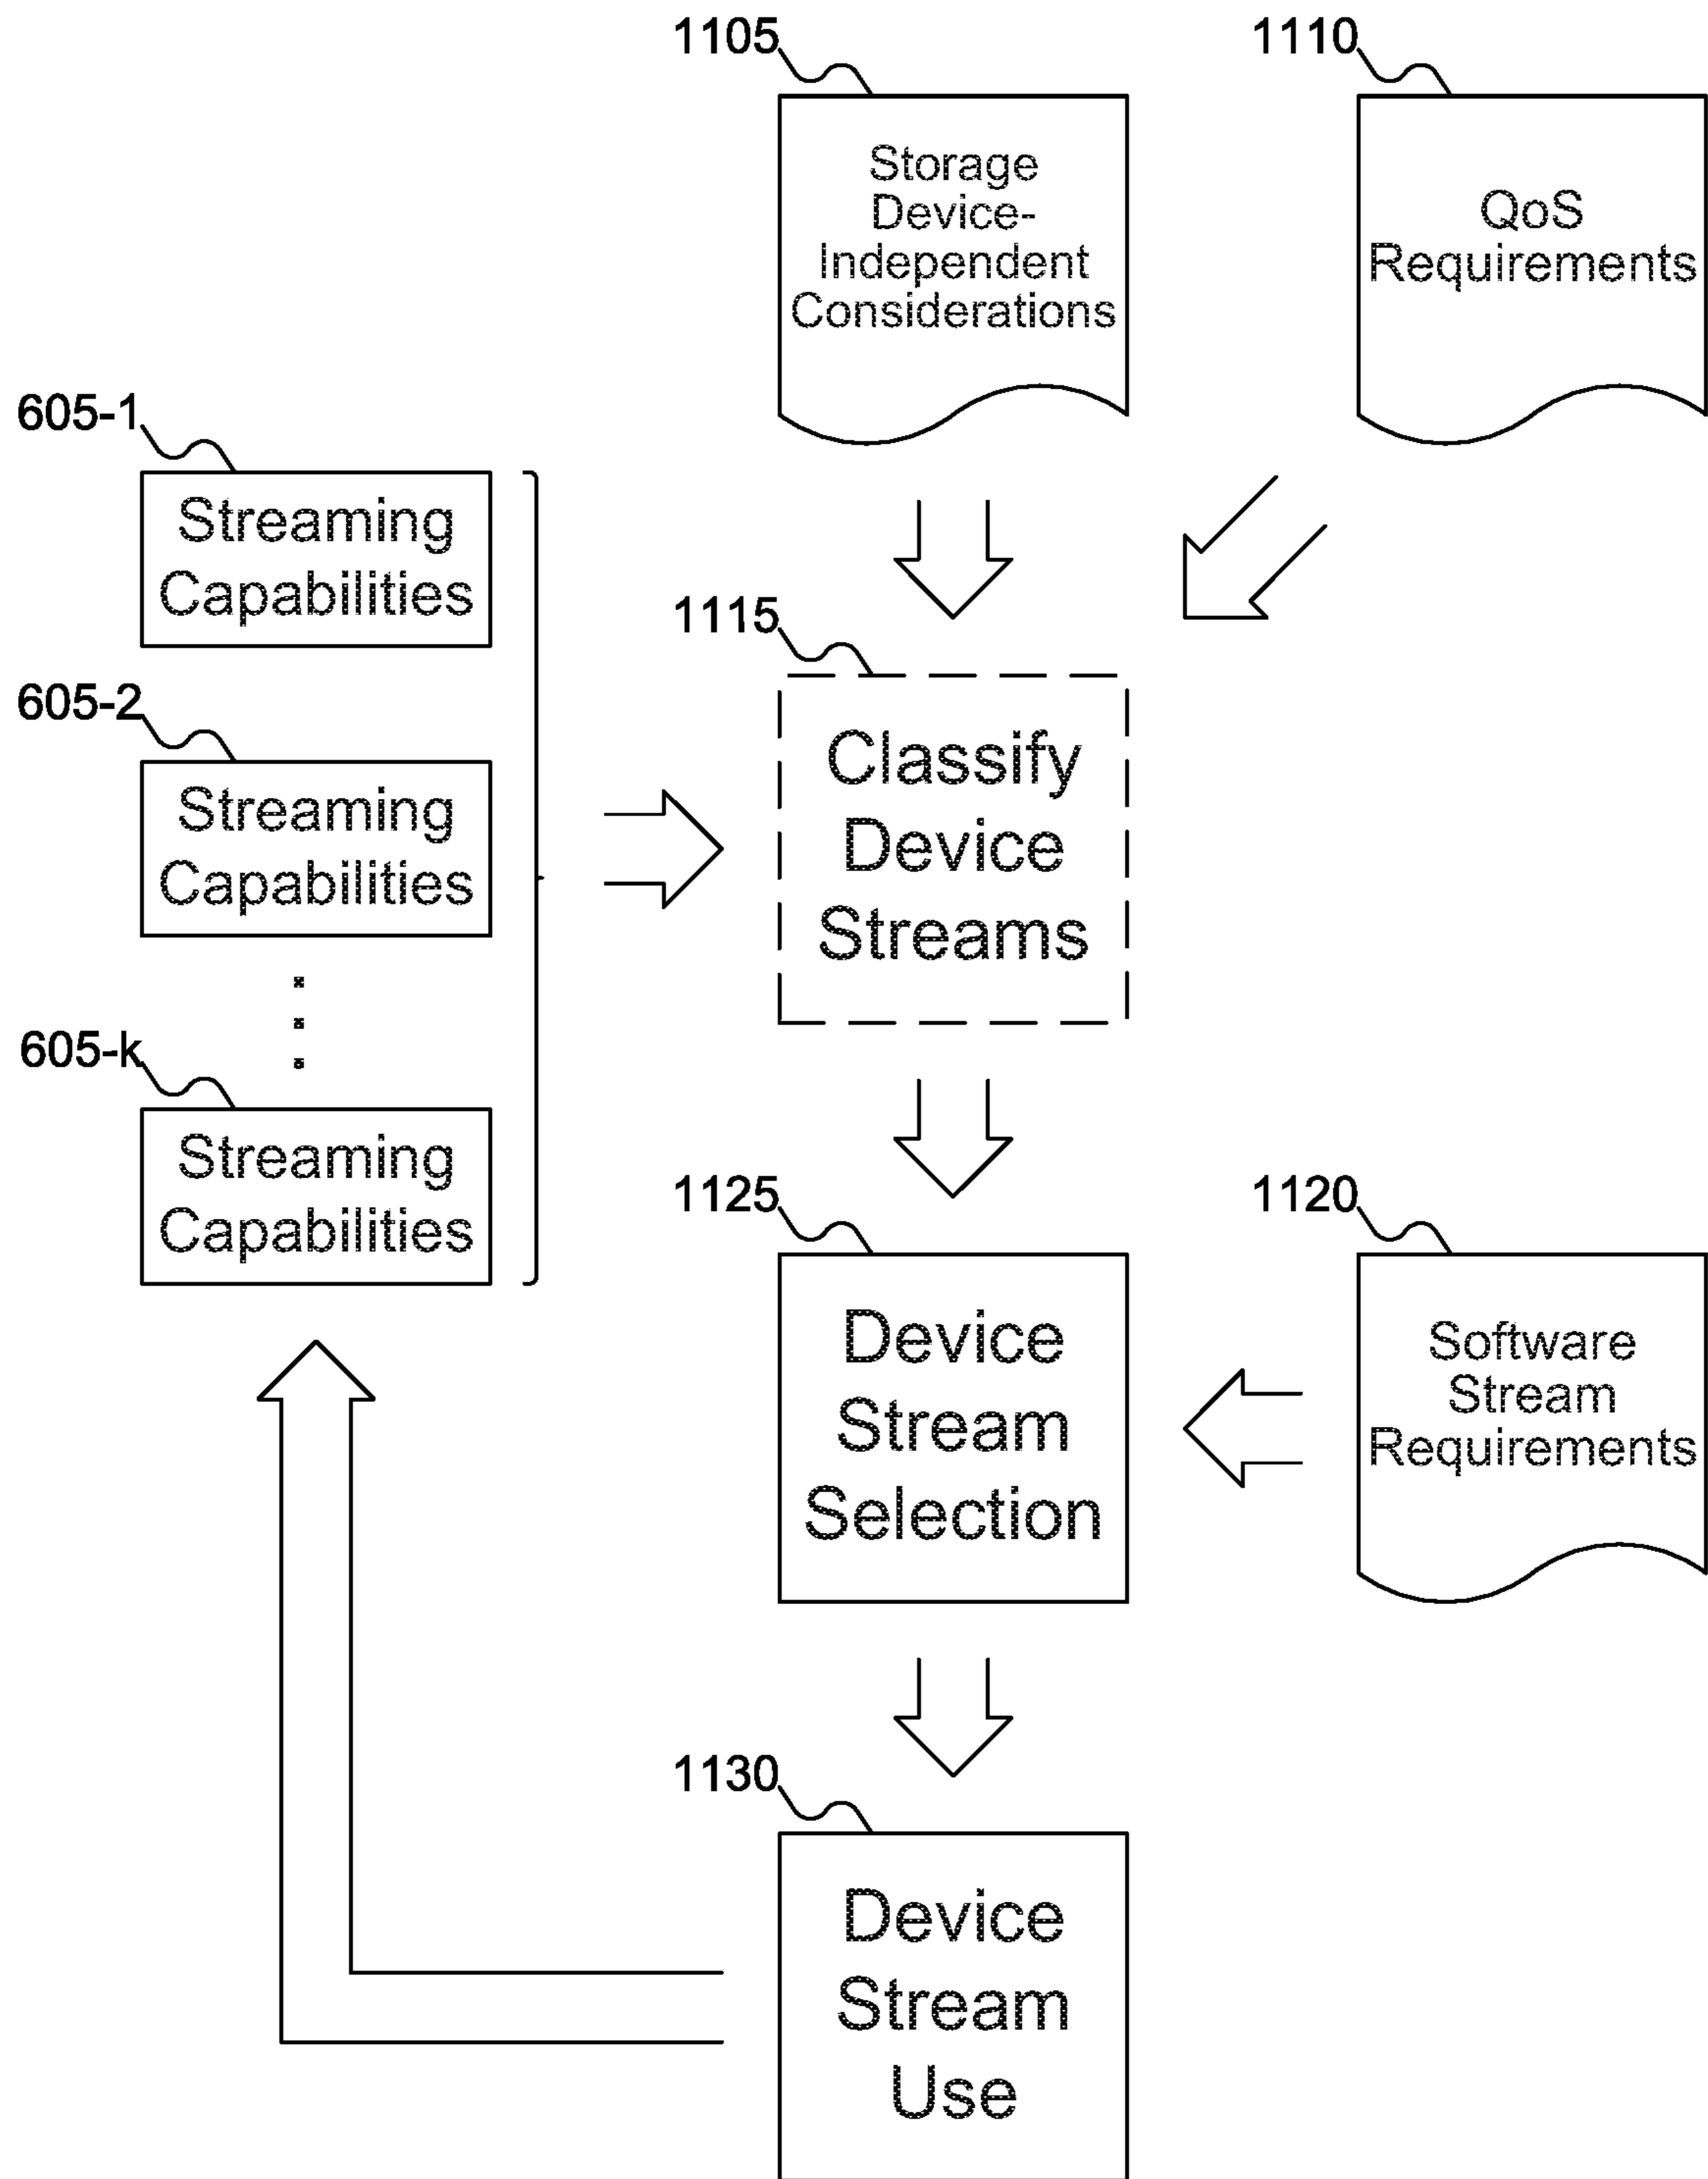 1105
Storage
Device-
Independent
Considerations
1110
QoS
Requirements
605-1
Streaming
Capabilities
605-2
Streaming
Capabilities
605-k
Streaming
Capabilities
1115
Classify
Device
Streams
1125
Device
Stream
Selection
1120
Software
Stream
Requirements
1130
Device
Stream
Use